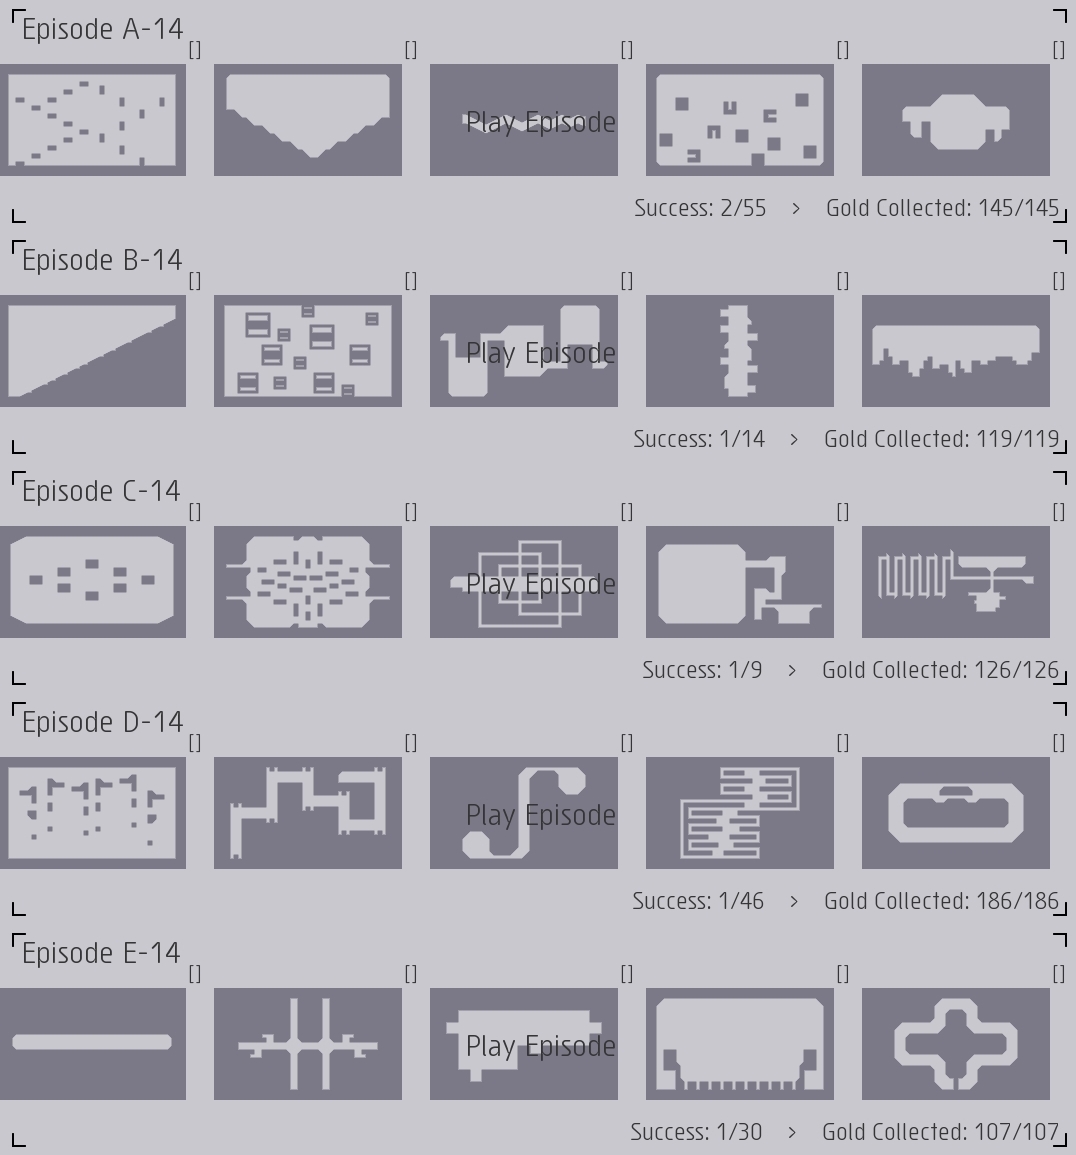 Episode A-14
[] [] [] [] []
Play Episode
Success: 2/55 > Gold Collected: 145/145
Episode B-14
[] [] [] [] []
Play Episode
Success: 1/14 > Gold Collected: 119/119
Episode C-14
[] [] [] [] []
Play Episode
Success: 1/9 > Gold Collected: 126/126
Episode D-14
[] [] [] [] []
Play Episode
Success: 1/46 > Gold Collected: 186/186
Episode E-14
[] [] [] [] []
Play Episode
Success: 1/30 > Gold Collected: 107/107